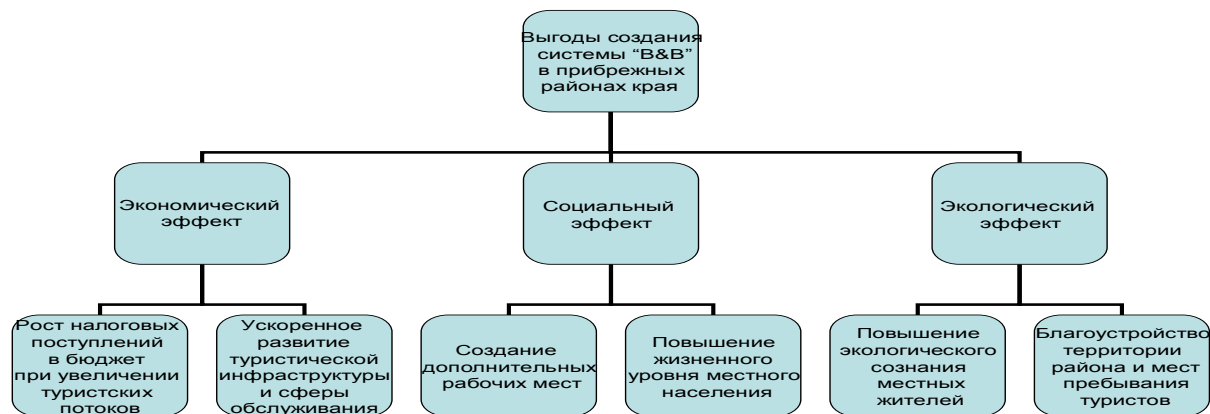 Выгоды создания
системы “B&B”
в прибрежных
районах края
Экономический
эффект
Социальный
эффект
Экологический
эффект
Рост налоговых
поступлений
в бюджет
при увеличении
туристских
потоков
Ускоренное
развитие
туристической
инфраструктуры
и сферы
обслуживания
Создание
дополнительных
рабочих мест
Повышение
жизненного
уровня местного
населения
Повышение
экологического
сознания
местных
жителей
Благоустройство
территории
района и мест
пребывания
туристов